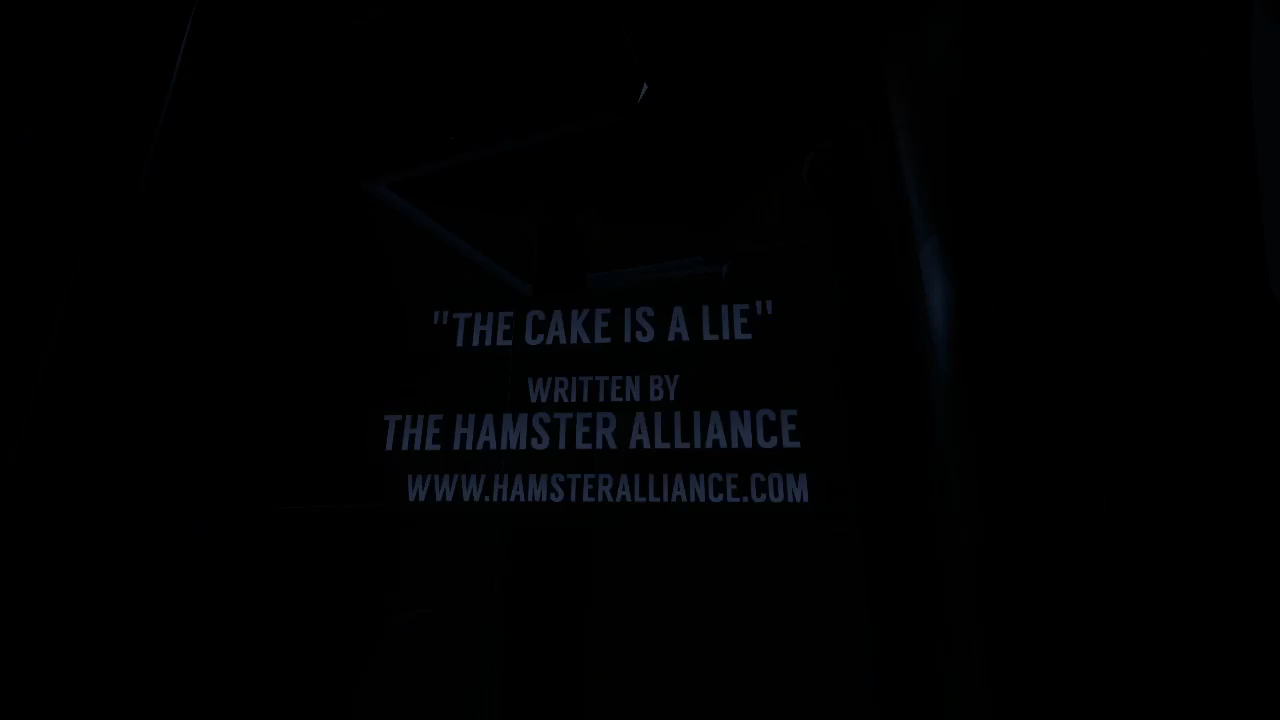 "THE CAKE IS A LIE"
WRITTEN BY
THE HAMSTER ALLIANCE
WWW.HAMSTERALLIANCE.COM